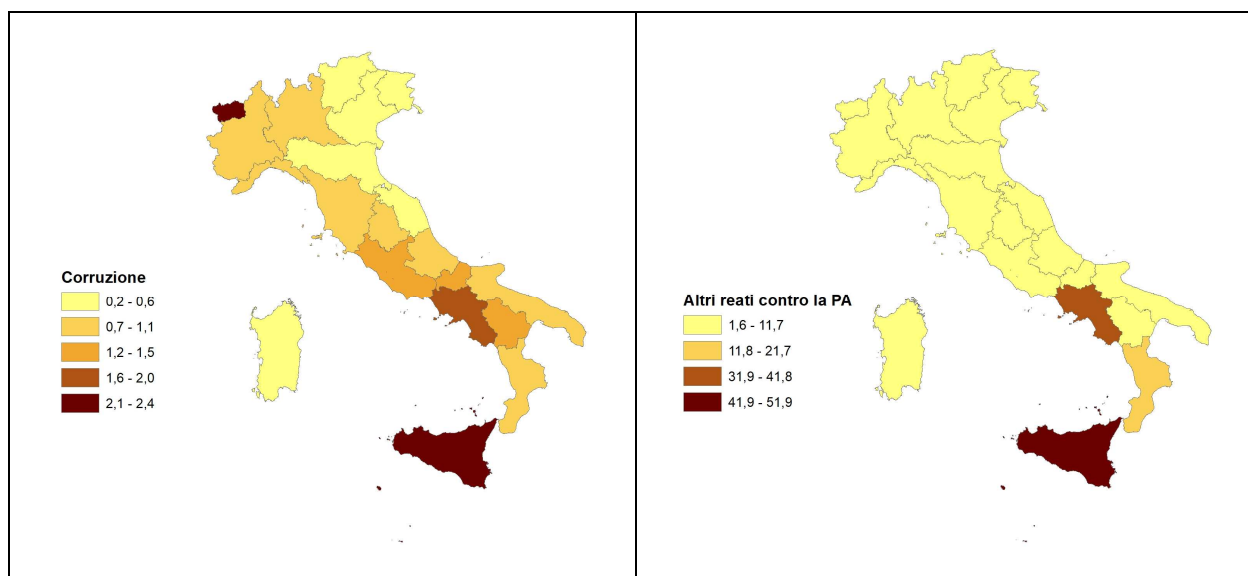 Corruzione
0,2 - 0,6
0,7 - 1,1
1,2 - 1,5
1,6 - 2,0
2,1 - 2,4
Altri reati contro la PA
1,6 - 11,7
11,8 - 21,7
31,9 - 41,8
41,9 - 51,9